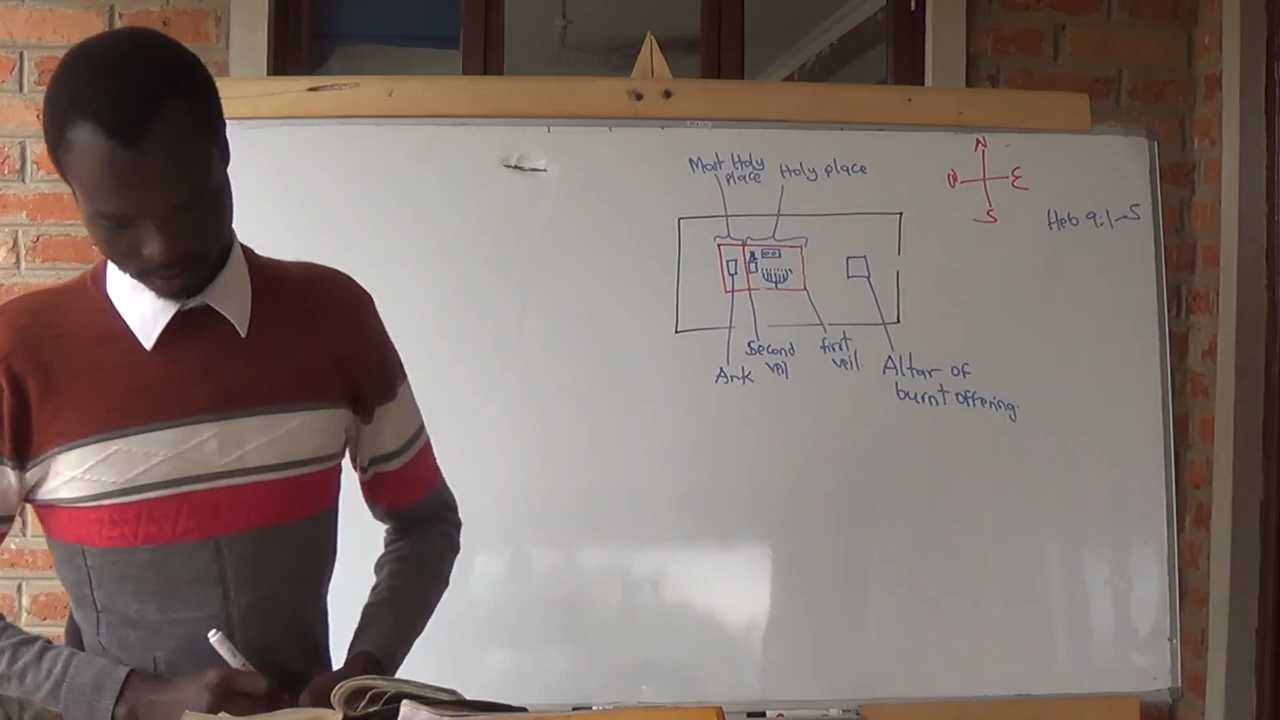 Most Holy
place
Holy place
N
W E
S
Heb 9:1-5
Second
veil
Ark
first
veil.
Altar of
burnt offering.